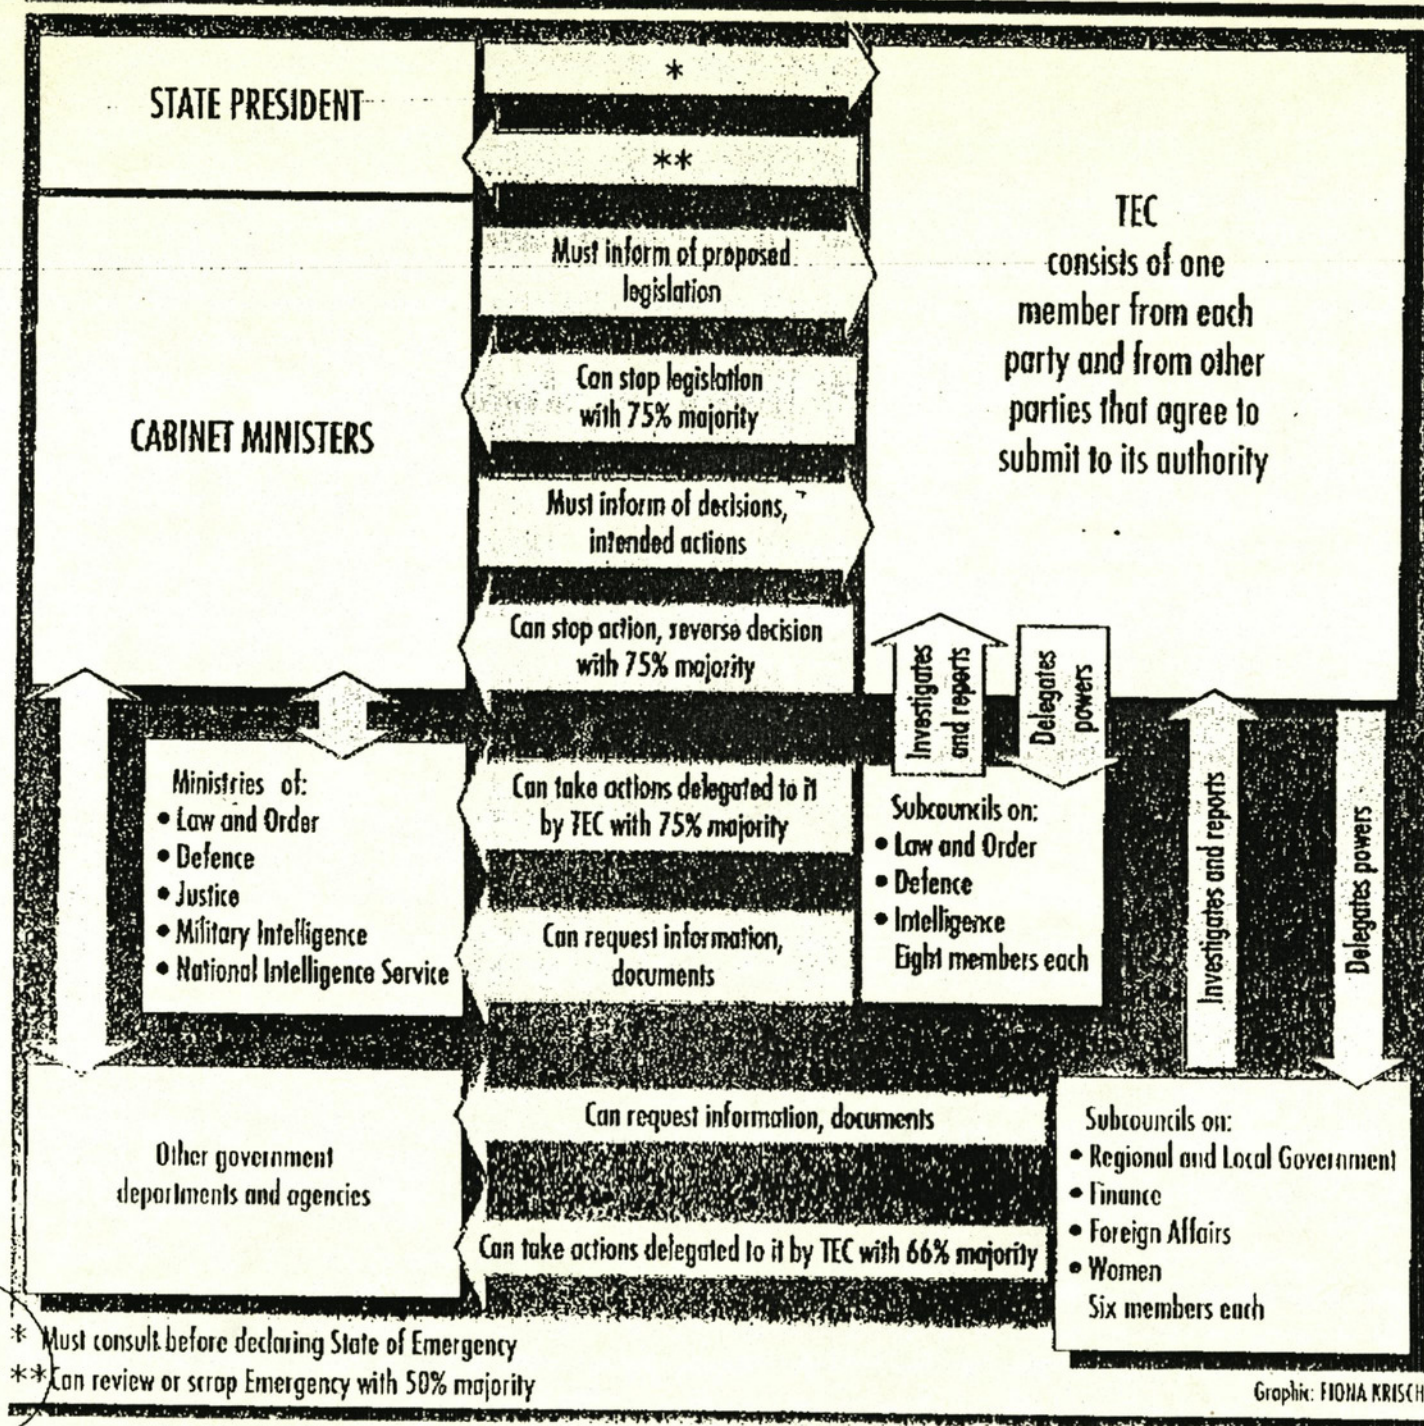 STATE PRESIDENT
*
**
CABINET MINISTERS
Must inform of proposed
legislation
Can stop legislation
with 75% majority
Must inform of decisions,
intended actions
Can stop action, reverse decision
with 75% majority
TEC
consists of one
member from each
party and from other
parties that agree to
submit to its authority
Investigates
and reports
Delegates
powers
Ministries of:
• Law and Order
• Defence
• Justice
• Military Intelligence
• National Intelligence Service
Can take actions delegated to it
by TEC with 75% majority
Can request information,
documents
Subcouncils on:
• Law and Order
• Defence
• Intelligence
Eight members each
Investigates and reports
Delegates powers
Other government
departments and agencies
Can request information, documents
Can take actions delegated to it by TEC with 66% majority
Subcouncils on:
• Regional and Local Government
• Finance
• Foreign Affairs
• Women
Six members each
* Must consult before declaring State of Emergency
** Can review or scrap Emergency with 50% majority
Graphic: FIONA KRISCH